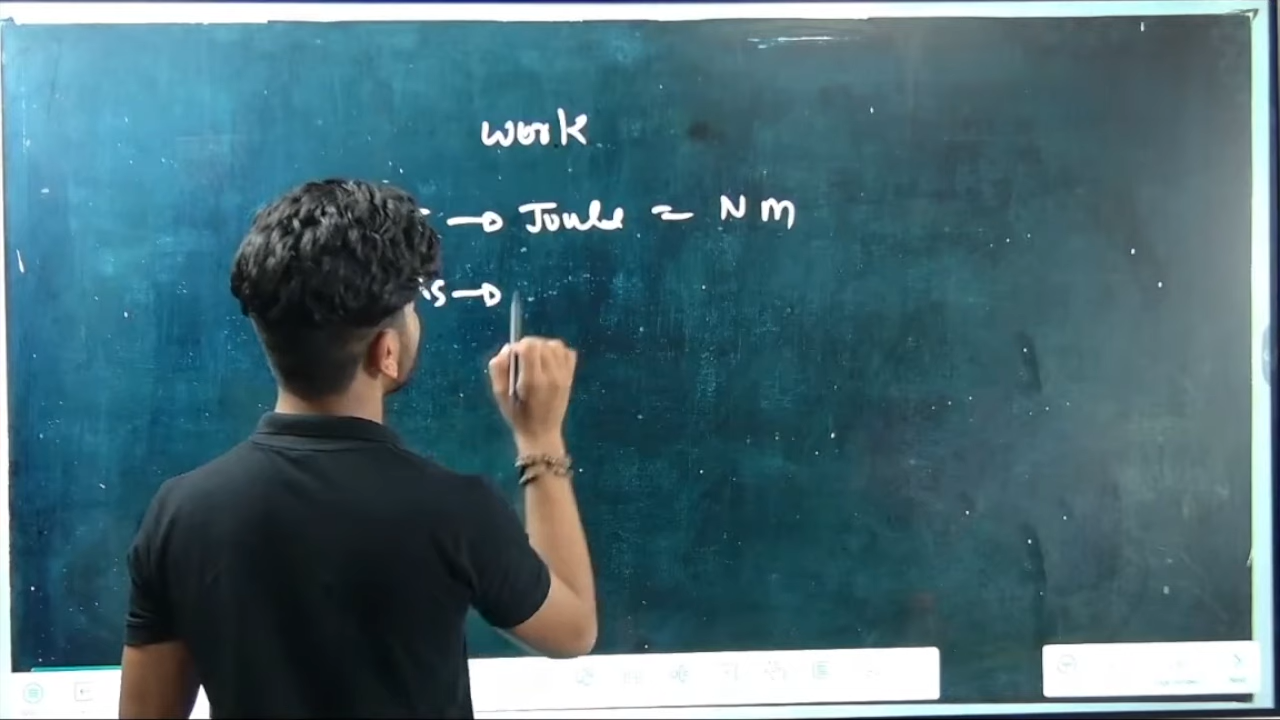 work
→ Joule = N m
→